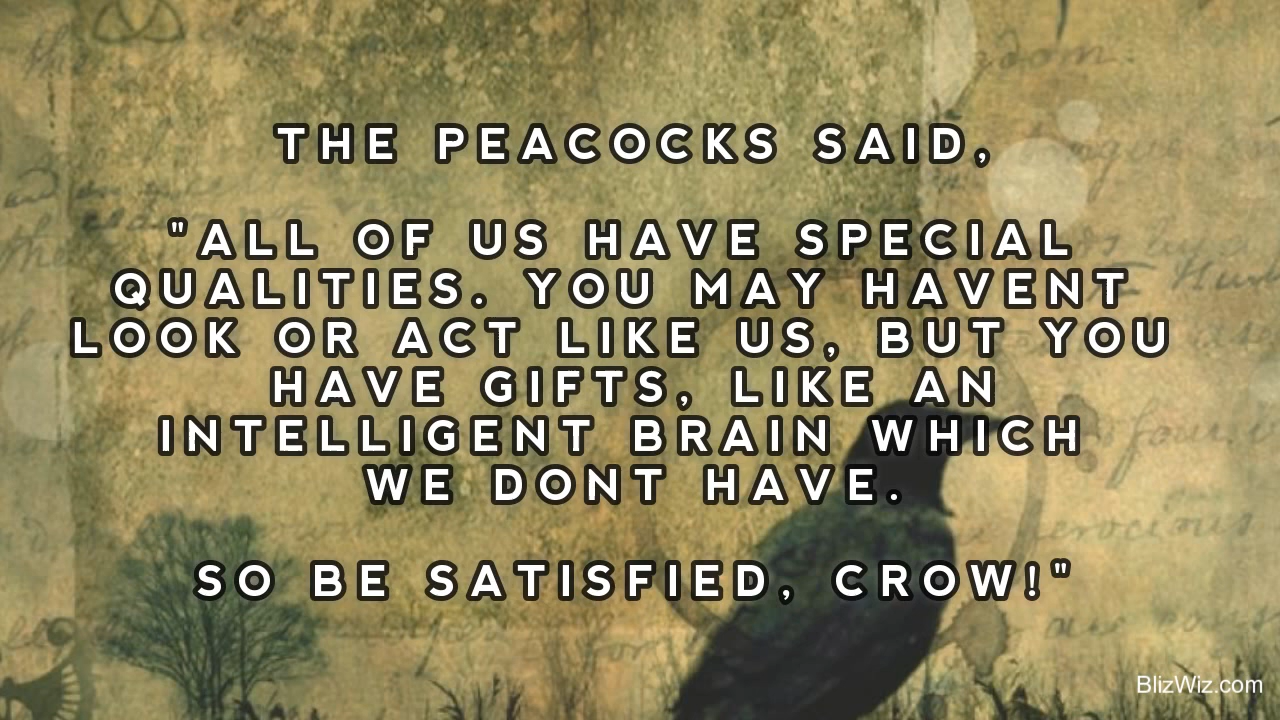 THE PEACOCKS SAID,
"ALL OF US HAVE SPECIAL
QUALITIES. YOU MAY HAVENT
LOOK OR ACT LIKE US, BUT YOU
HAVE GIFTS, LIKE AN
INTELLIGENT BRAIN WHICH
WE DONT HAVE.
SO BE SATISFIED, CROW!"
BlizWiz.com